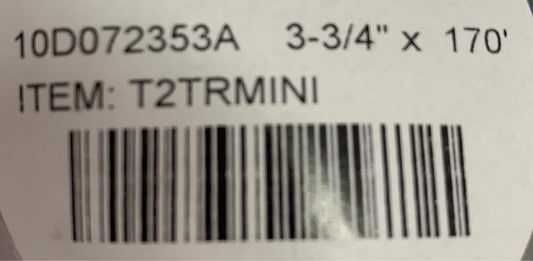 10D072353A 3-3/4" x 170'
ITEM: T2TRMINI